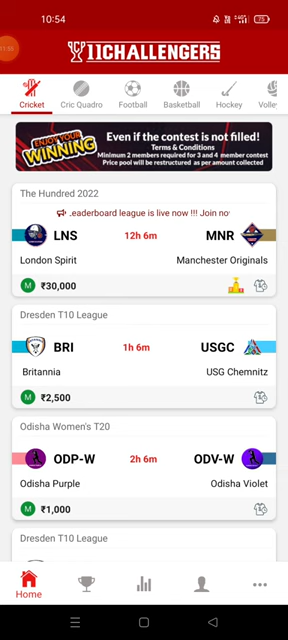 10:54
75
11:55
11CHALLENGERS
Cricket
Cric Quadro
Football
Basketball
Hockey
Volley
ENJOY YOUR
WINNING
Even if the contest is not filled!
Terms & Conditions
Minimum 2 members required for 3 and 4 member contest
Price pool will be restructured as per amount collected
The Hundred 2022
.eaderboard league is live now !!! Join no
LNS
12h 6m
MNR
London Spirit
Manchester Originals
M ₹30,000
Dresden T10 League
BRI
1h 6m
USGC
Britannia
USG Chemnitz
M ₹2,500
Odisha Women's T20
ODP-W
2h 6m
ODV-W
Odisha Purple
Odisha Violet
M ₹1,000
Dresden T10 League
Home